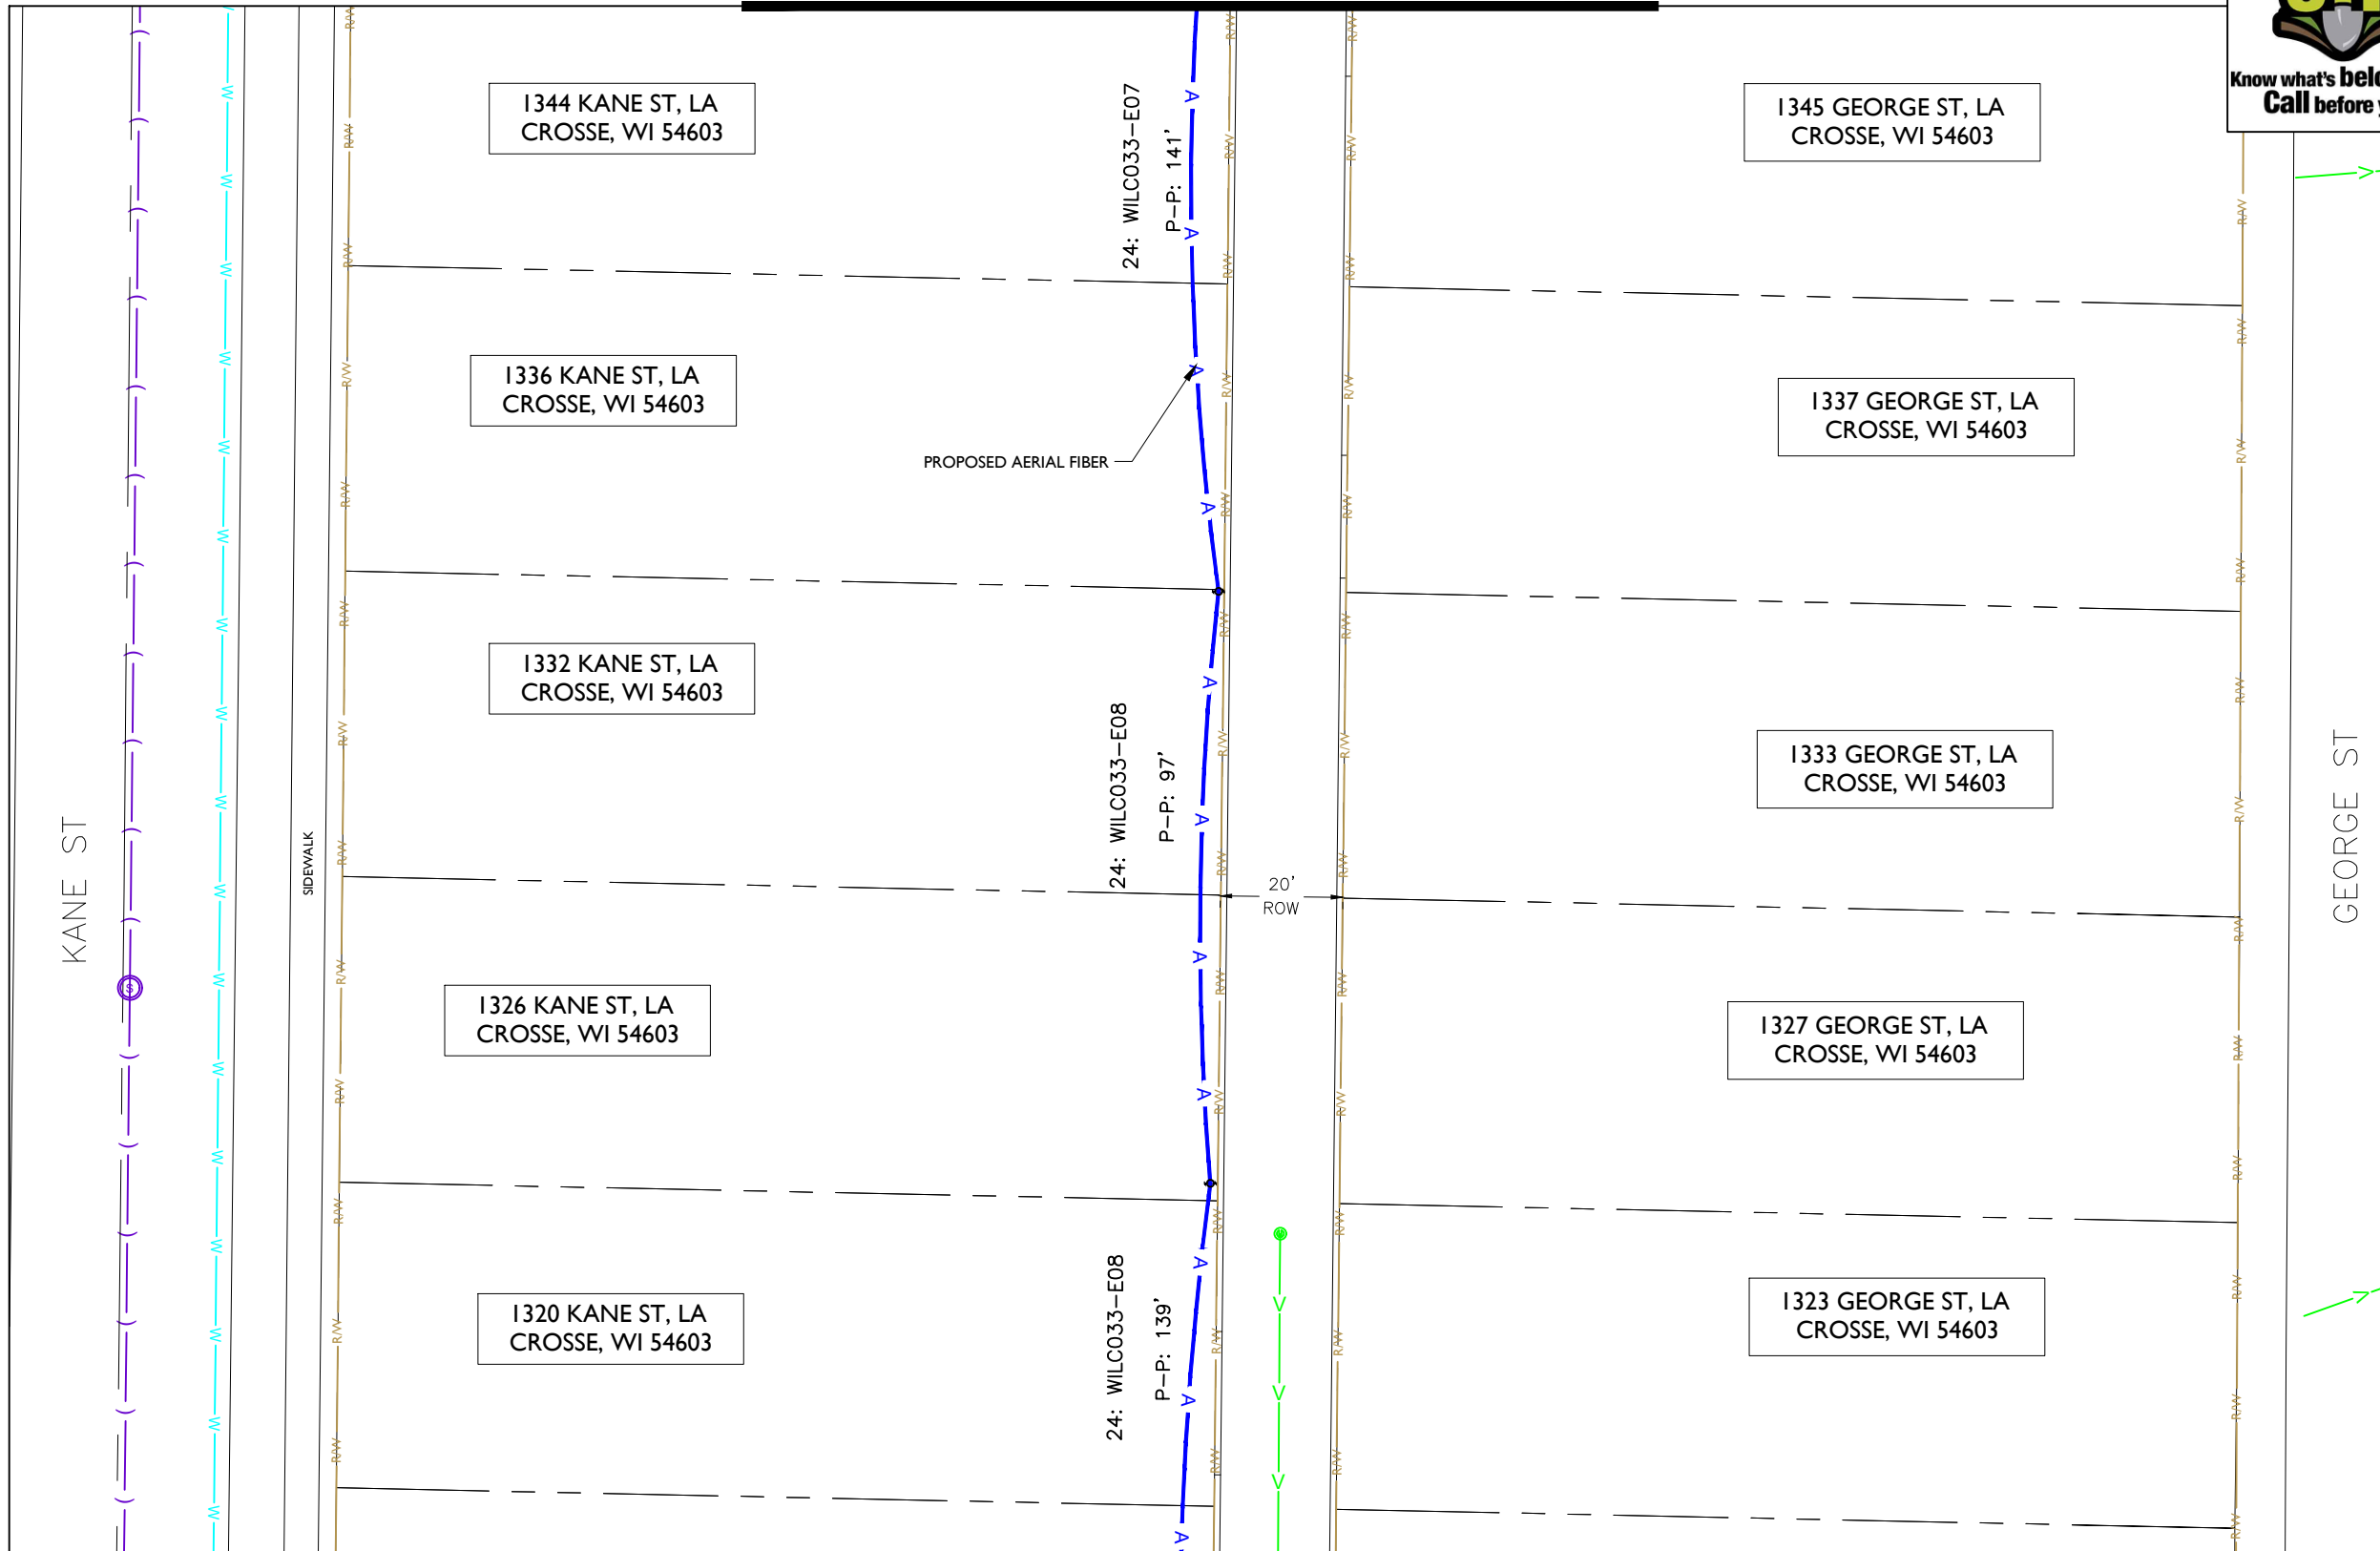 1344 KANE ST, LA
CROSSE, WI 54603
24: WILC033-E07
P-P: 141'
1345 GEORGE ST, LA
CROSSE, WI 54603
Know what's
Call before
1336 KANE ST, LA
CROSSE, WI 54603
PROPOSED AERIAL FIBER
1337 GEORGE ST, LA
CROSSE, WI 54603
1332 KANE ST, LA
CROSSE, WI 54603
24: WILC033-E08
P-P: 97'
1333 GEORGE ST, LA
CROSSE, WI 54603
KANE ST
SIDEWALK
20'
ROW
GEORGE ST
1326 KANE ST, LA
CROSSE, WI 54603
1327 GEORGE ST, LA
CROSSE, WI 54603
1320 KANE ST, LA
CROSSE, WI 54603
24: WILC033-E08
P-P: 139'
1323 GEORGE ST, LA
CROSSE, WI 54603
R/W
W
A
S